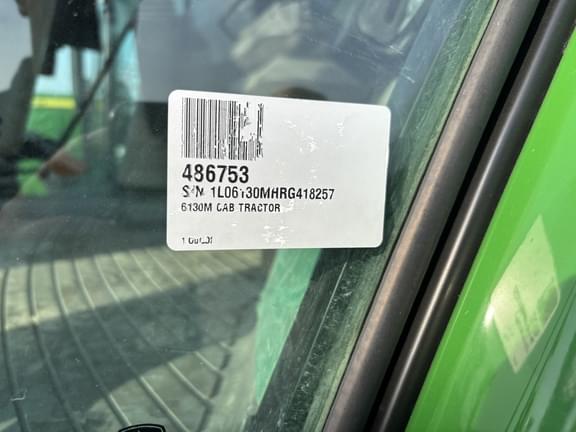 486753
S/N 1L06130MHRG418257
6130M CAB TRACTOR